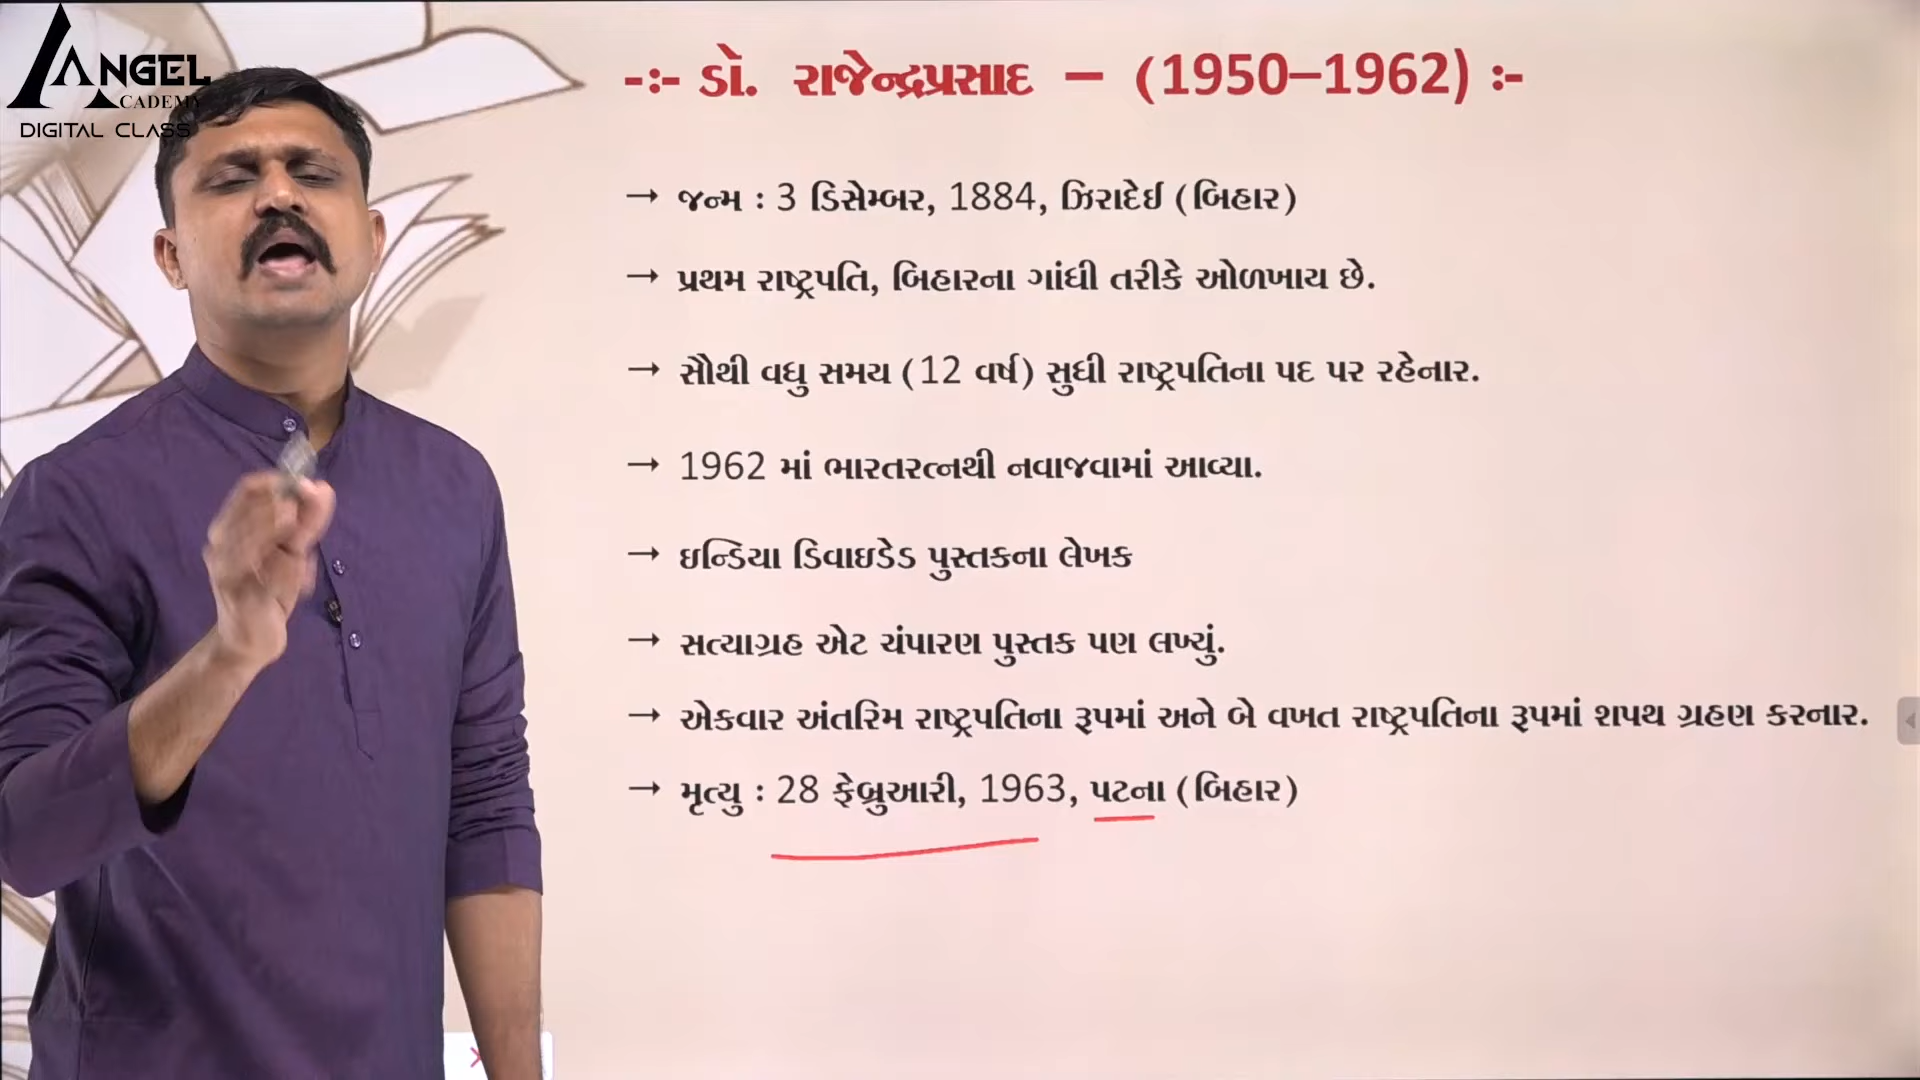 ANGEL
ACADEMY
DIGITAL CLASS
-:- ડૉ. રાજેન્દ્રપ્રસાદ – (1950–1962) :-
→ જન્મ : 3 ડિસેમ્બર, 1884, ઝિરાદેઈ (બિહાર)
→ પ્રથમ રાષ્ટ્રપતિ, બિહારના ગાંધી તરીકે ઓળખાય છે.
→ સૌથી વધુ સમય (12 વર્ષ) સુધી રાષ્ટ્રપતિના પદ પર રહેનાર.
→ 1962 માં ભારતરત્નથી નવાજવામાં આવ્યા.
→ ઇન્ડિયા ડિવાઇડેડ પુસ્તકના લેખક
→ સત્યાગ્રહ એટ ચંપારણ પુસ્તક પણ લખ્યું.
→ એકવાર અંતરિમ રાષ્ટ્રપતિના રૂપમાં અને બે વખત રાષ્ટ્રપતિના રૂપમાં શપથ ગ્રહણ કરનાર.
→ મૃત્યુ : 28 ફેબ્રુઆરી, 1963, પટના (બિહાર)